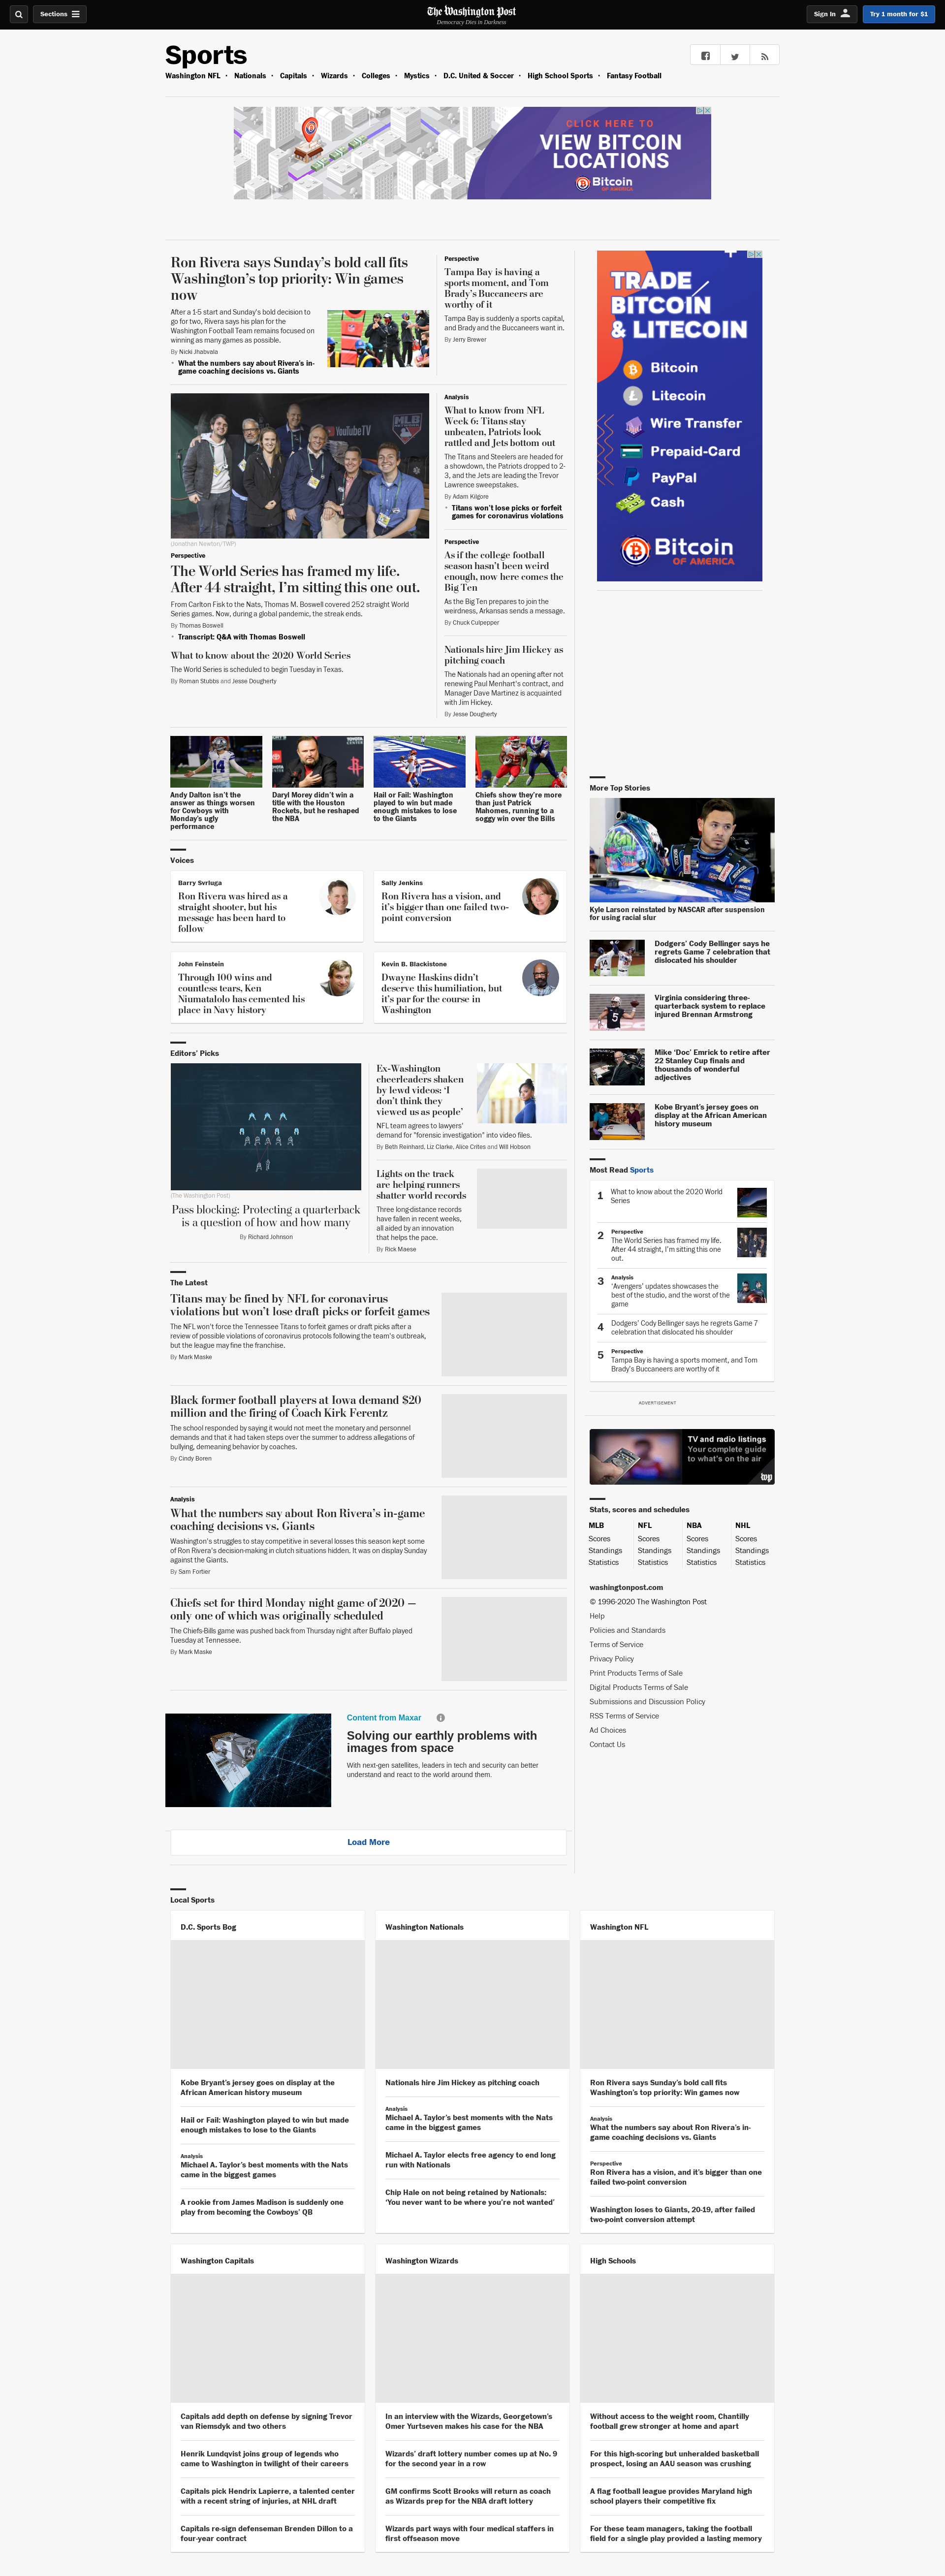 Sections
The Washington Post
Democracy Dies in Darkness
Sign In
Try 1 month for $1
Sports
Washington NFL • Nationals • Capitals • Wizards • Colleges • Mystics • D.C. United & Soccer • High School Sports • Fantasy Football
CLICK HERE TO
VIEW BITCOIN
LOCATIONS
Bitcoin
OF AMERICA
Ron Rivera says Sunday’s bold call fits
Washington’s top priority: Win games
now
After a 1-5 start and Sunday’s bold decision to
go for two, Rivera says his plan for the
Washington Football Team remains focused on
winning as many games as possible.
By Nicki Jhabvala
• What the numbers say about Rivera’s in-
game coaching decisions vs. Giants
Perspective
Tampa Bay is having a
sports moment, and Tom
Brady’s Buccaneers are
worthy of it
Tampa Bay is suddenly a sports capital,
and Brady and the Buccaneers want in.
By Jerry Brewer
YouTubeTV
MLB
(Jonathan Newton/TWP)
Perspective
The World Series has framed my life.
After 44 straight, I’m sitting this one out.
From Carlton Fisk to the Nats, Thomas M. Boswell covered 252 straight World
Series games. Now, during a global pandemic, the streak ends.
By Thomas Boswell
• Transcript: Q&A with Thomas Boswell
What to know about the 2020 World Series
The World Series is scheduled to begin Tuesday in Texas.
By Roman Stubbs and Jesse Dougherty
Analysis
What to know from NFL
Week 6: Titans stay
unbeaten, Patriots look
rattled and Jets bottom out
The Titans and Steelers are headed for
a showdown, the Patriots dropped to 2-
3, and the Jets are leading the Trevor
Lawrence sweepstakes.
By Adam Kilgore
• Titans won’t lose picks or forfeit
games for coronavirus violations
Perspective
As if the college football
season hasn’t been weird
enough, now here comes the
Big Ten
As the Big Ten prepares to join the
weirdness, Arkansas sends a message.
By Chuck Culpepper
Nationals hire Jim Hickey as
pitching coach
The Nationals had an opening after not
renewing Paul Menhart’s contract, and
Manager Dave Martinez is acquainted
with Jim Hickey.
By Jesse Dougherty
TRADE
BITCOIN
& LITECOIN
Bitcoin
Litecoin
Wire Transfer
Prepaid-Card
PayPal
Cash
Bitcoin
OF AMERICA
Andy Dalton isn’t the
answer as things worsen
for Cowboys with
Monday’s ugly
performance
Daryl Morey didn’t win a
title with the Houston
Rockets, but he reshaped
the NBA
Hail or Fail: Washington
played to win but made
enough mistakes to lose
to the Giants
Chiefs show they’re more
than just Patrick
Mahomes, running to a
soggy win over the Bills
Voices
Barry Svrluga
Ron Rivera was hired as a
straight shooter, but his
message has been hard to
follow
Sally Jenkins
Ron Rivera has a vision, and
it’s bigger than one failed two-
point conversion
John Feinstein
Through 100 wins and
countless tears, Ken
Niumatalolo has cemented his
place in Navy history
Kevin B. Blackistone
Dwayne Haskins didn’t
deserve this humiliation, but
it’s par for the course in
Washington
Editors’ Picks
(The Washington Post)
Pass blocking: Protecting a quarterback
is a question of how and how many
By Richard Johnson
Ex-Washington
cheerleaders shaken
by lewd videos: ‘I
don’t think they
viewed us as people’
NFL team agrees to lawyers’
demand for "forensic investigation" into video files.
By Beth Reinhard, Liz Clarke, Alice Crites and Will Hobson
Lights on the track
are helping runners
shatter world records
Three long-distance records
have fallen in recent weeks,
all aided by an innovation
that helps the pace.
By Rick Maese
The Latest
Titans may be fined by NFL for coronavirus
violations but won’t lose draft picks or forfeit games
The NFL won’t force the Tennessee Titans to forfeit games or draft picks after a
review of possible violations of coronavirus protocols following the team’s outbreak,
but the league may fine the franchise.
By Mark Maske
Black former football players at Iowa demand $20
million and the firing of Coach Kirk Ferentz
The school responded by saying it would not meet the monetary and personnel
demands and that it had taken steps over the summer to address allegations of
bullying, demeaning behavior by coaches.
By Cindy Boren
Analysis
What the numbers say about Ron Rivera’s in-game
coaching decisions vs. Giants
Washington’s struggles to stay competitive in several losses this season kept some
of Ron Rivera’s decision-making in clutch situations hidden. It was on display Sunday
against the Giants.
By Sam Fortier
Chiefs set for third Monday night game of 2020 —
only one of which was originally scheduled
The Chiefs-Bills game was pushed back from Thursday night after Buffalo played
Tuesday at Tennessee.
By Mark Maske
Content from Maxar
Solving our earthly problems with
images from space
With next-gen satellites, leaders in tech and security can better
understand and react to the world around them.
Load More
More Top Stories
Kyle Larson reinstated by NASCAR after suspension
for using racial slur
Dodgers’ Cody Bellinger says he
regrets Game 7 celebration that
dislocated his shoulder
Virginia considering three-
quarterback system to replace
injured Brennan Armstrong
Mike ‘Doc’ Emrick to retire after
22 Stanley Cup finals and
thousands of wonderful
adjectives
Kobe Bryant’s jersey goes on
display at the African American
history museum
Most Read Sports
1 What to know about the 2020 World
Series
2 Perspective
The World Series has framed my life.
After 44 straight, I’m sitting this one
out.
3 Analysis
‘Avengers’ updates showcases the
best of the studio, and the worst of the
game
4 Dodgers’ Cody Bellinger says he regrets Game 7
celebration that dislocated his shoulder
5 Perspective
Tampa Bay is having a sports moment, and Tom
Brady’s Buccaneers are worthy of it
ADVERTISEMENT
TV and radio listings
Your complete guide
to what’s on the air
wp
Stats, scores and schedules
MLB NFL NBA NHL
Scores Scores Scores Scores
Standings Standings Standings Standings
Statistics Statistics Statistics Statistics
washingtonpost.com
© 1996-2020 The Washington Post
Help
Policies and Standards
Terms of Service
Privacy Policy
Print Products Terms of Sale
Digital Products Terms of Sale
Submissions and Discussion Policy
RSS Terms of Service
Ad Choices
Contact Us
Local Sports
D.C. Sports Bog
Kobe Bryant’s jersey goes on display at the
African American history museum
Hail or Fail: Washington played to win but made
enough mistakes to lose to the Giants
Analysis
Michael A. Taylor’s best moments with the Nats
came in the biggest games
A rookie from James Madison is suddenly one
play from becoming the Cowboys’ QB
Washington Nationals
Nationals hire Jim Hickey as pitching coach
Analysis
Michael A. Taylor’s best moments with the Nats
came in the biggest games
Michael A. Taylor elects free agency to end long
run with Nationals
Chip Hale on not being retained by Nationals:
‘You never want to be where you’re not wanted’
Washington NFL
Ron Rivera says Sunday’s bold call fits
Washington’s top priority: Win games now
Analysis
What the numbers say about Ron Rivera’s in-
game coaching decisions vs. Giants
Perspective
Ron Rivera has a vision, and it’s bigger than one
failed two-point conversion
Washington loses to Giants, 20-19, after failed
two-point conversion attempt
Washington Capitals
Capitals add depth on defense by signing Trevor
van Riemsdyk and two others
Henrik Lundqvist joins group of legends who
came to Washington in twilight of their careers
Capitals pick Hendrix Lapierre, a talented center
with a recent string of injuries, at NHL draft
Capitals re-sign defenseman Brenden Dillon to a
four-year contract
Washington Wizards
In an interview with the Wizards, Georgetown’s
Omer Yurtseven makes his case for the NBA
Wizards’ draft lottery number comes up at No. 9
for the second year in a row
GM confirms Scott Brooks will return as coach
as Wizards prep for the NBA draft lottery
Wizards part ways with four medical staffers in
first offseason move
High Schools
Without access to the weight room, Chantilly
football grew stronger at home and apart
For this high-scoring but unheralded basketball
prospect, losing an AAU season was crushing
A flag football league provides Maryland high
school players their competitive fix
For these team managers, taking the football
field for a single play provided a lasting memory